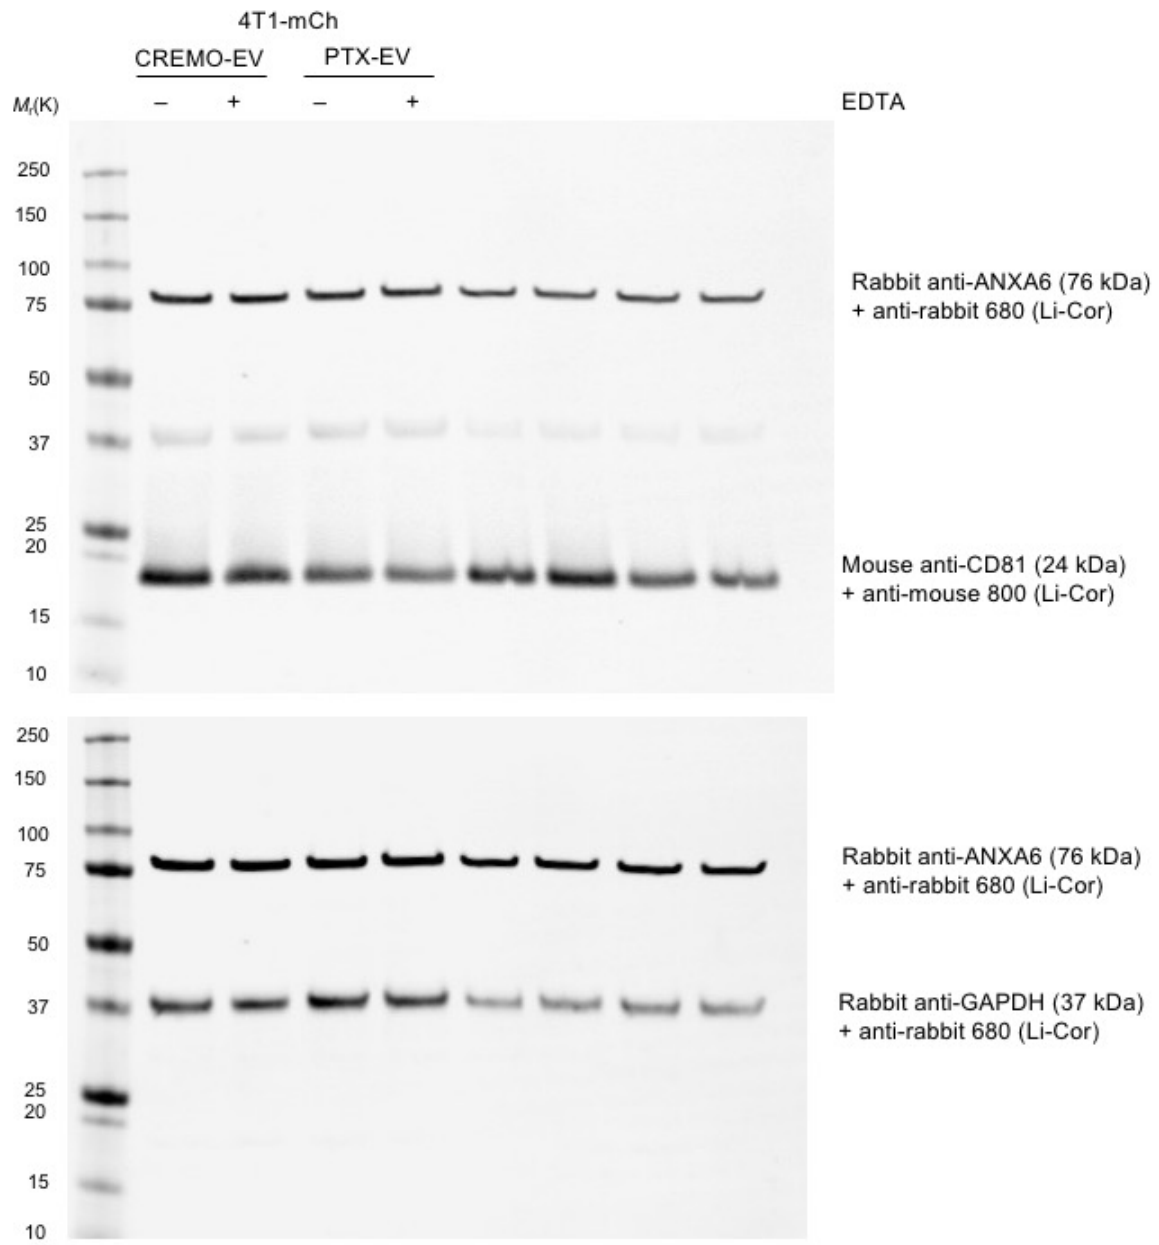 4T1-mCh
CREMO-EV PTX-EV
Mr(K) – + – + EDTA
250
150
100
75
50
37
25
20
15
10
Rabbit anti-ANXA6 (76 kDa)
+ anti-rabbit 680 (Li-Cor)
Mouse anti-CD81 (24 kDa)
+ anti-mouse 800 (Li-Cor)
250
150
100
75
50
37
25
20
15
10
Rabbit anti-ANXA6 (76 kDa)
+ anti-rabbit 680 (Li-Cor)
Rabbit anti-GAPDH (37 kDa)
+ anti-rabbit 680 (Li-Cor)